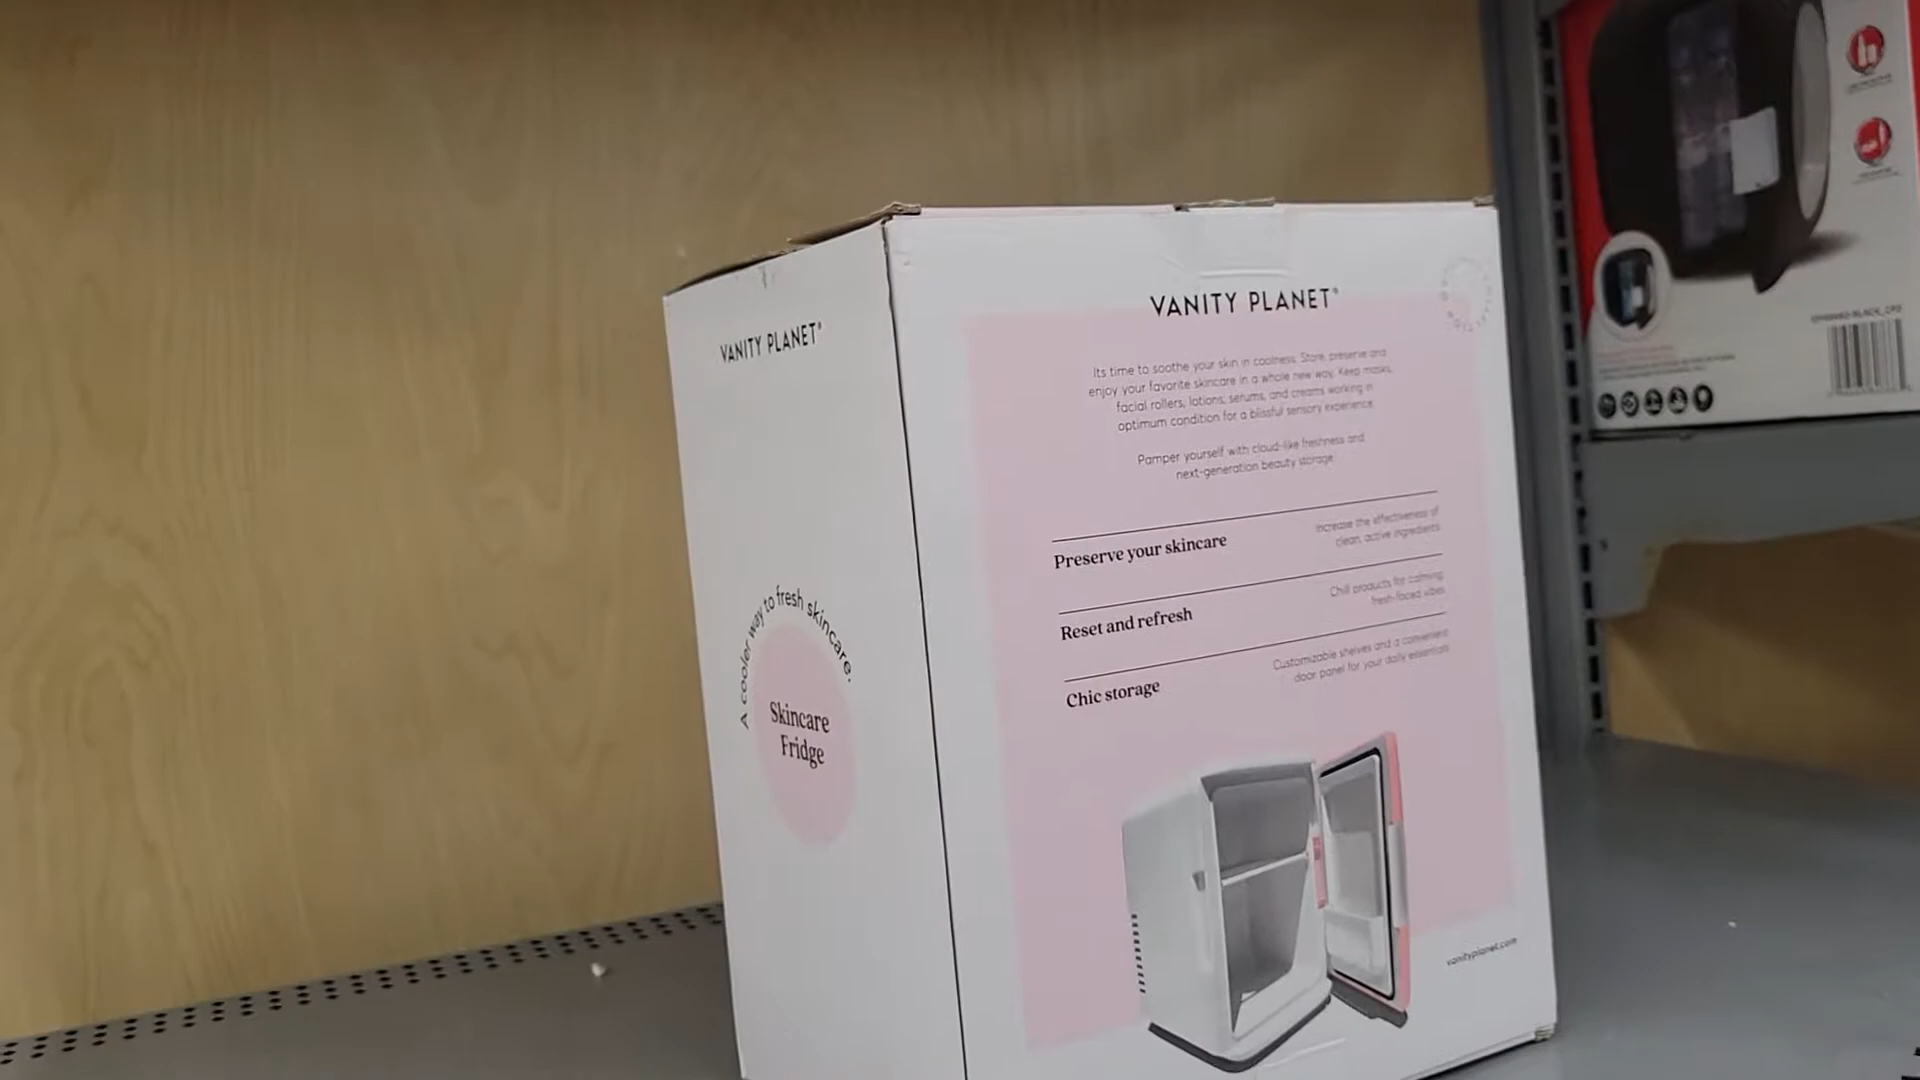 VANITY PLANET®
A cooler way to fresh skincare.
Skincare
Fridge
VANITY PLANET®
Its time to soothe your skin in coolness. Store, preserve and
enjoy your favorite skincare in a whole new way. Keep masks,
facial rollers, lotions, serums, and creams working in
optimum condition for a blissful sensory experience.
Pamper yourself with cloud-like freshness and
next-generation beauty storage.
Preserve your skincare
Increase the effectiveness of
clean, active ingredients
Reset and refresh
Chill products for calming,
fresh-faced vibes
Chic storage
Customizable shelves and a convenient
door panel for your daily essentials
vanityplanet.com